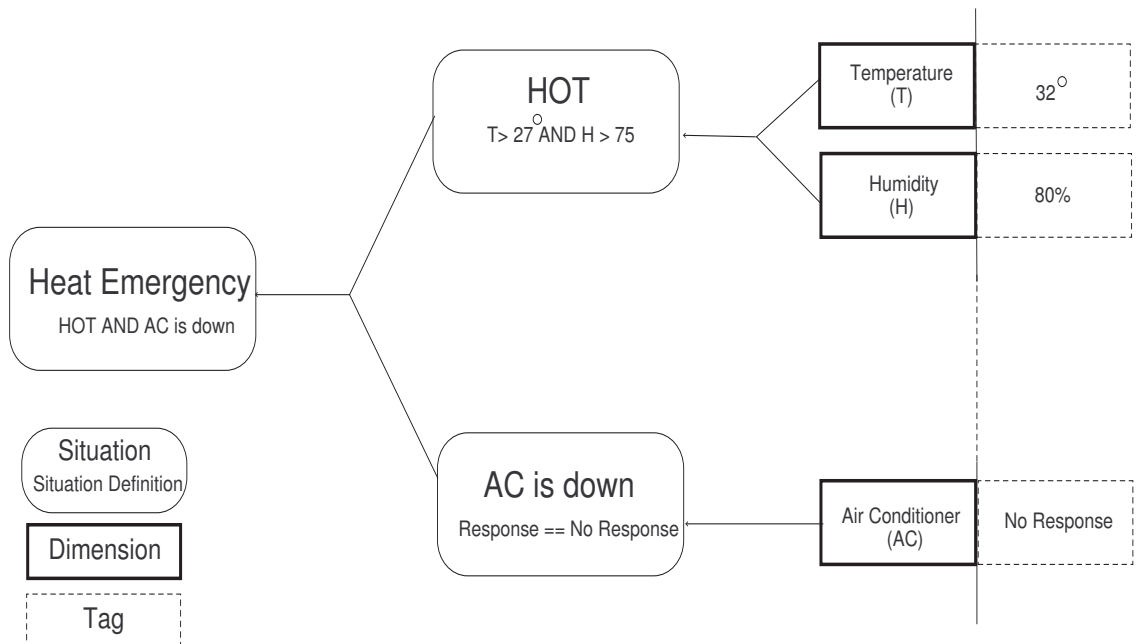 HOT
T> 27° AND H > 75
Temperature
(T)
32°
Humidity
(H)
80%
Heat Emergency
HOT AND AC is down
AC is down
Response == No Response
Air Conditioner
(AC)
No Response
Situation
Situation Definition
Dimension
Tag